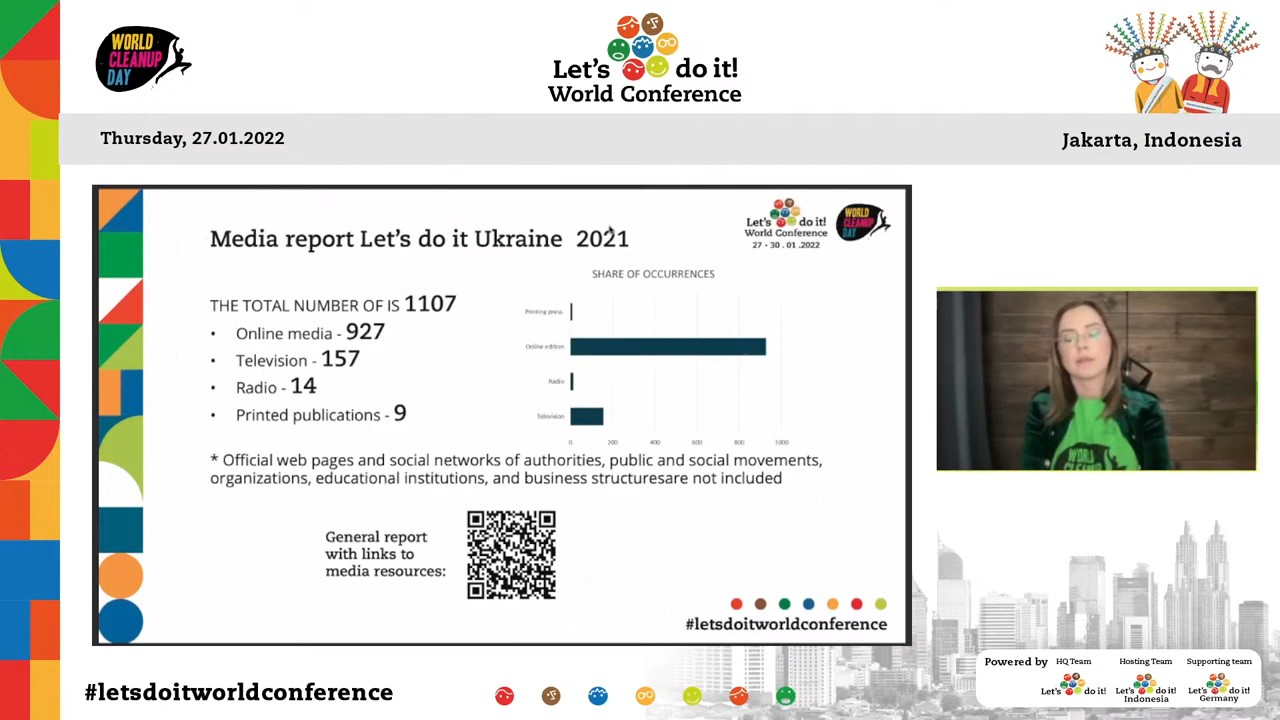 WORLD
CLEANUP
DAY
Let's do it!
World Conference
Thursday, 27.01.2022
Jakarta, Indonesia
Media report Let's do it Ukraine 2021
Let's do it!
World Conference
27 - 30 . 01 .2022
WORLD
CLEANUP
DAY
THE TOTAL NUMBER OF IS 1107
• Online media - 927
• Television - 157
• Radio - 14
• Printed publications - 9
SHARE OF OCCURRENCES
Printing press
Online edition
Radio
Television
0 200 400 600 800 1000
* Official web pages and social networks of authorities, public and social movements,
organizations, educational institutions, and business structuresare not included
General report
with links to
media resources:
#letsdoitworldconference
WORLD
CLEANUP
#letsdoitworldconference
Powered by
HQ Team
Let's do it!
Hosting Team
Let's do it!
Indonesia
Supporting team
Let's do it!
Germany